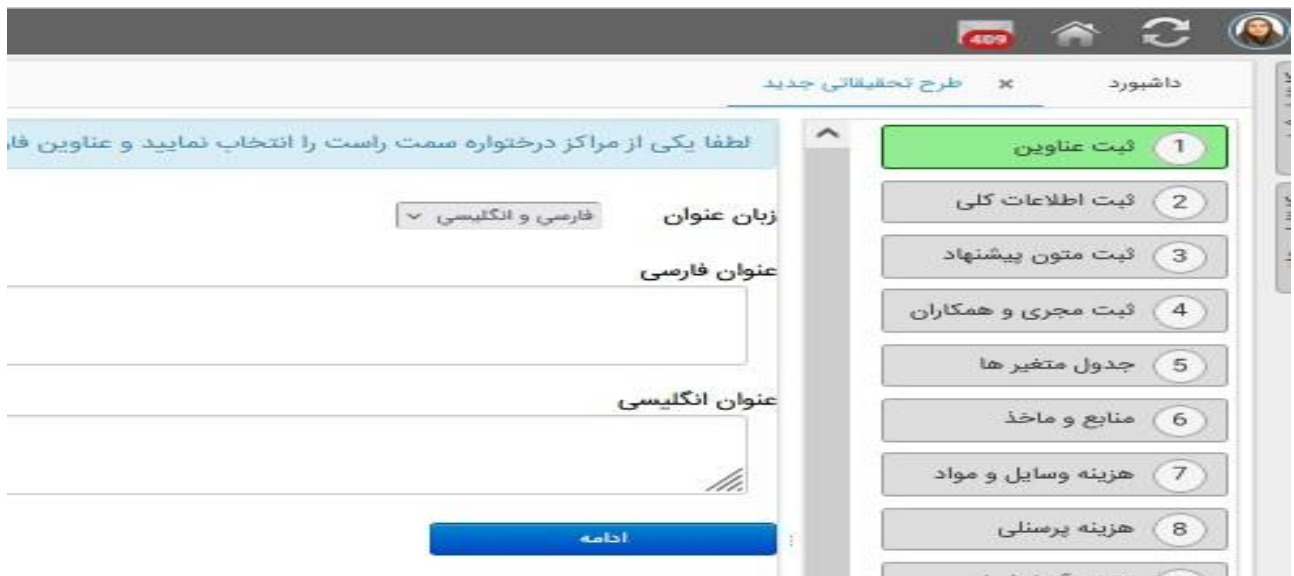 409
داشبورد
طرح تحقیقاتی جدید ×
1 ثبت عناوین
2 ثبت اطلاعات کلی
3 ثبت متون پیشنهاد
4 ثبت مجری و همکاران
5 جدول متغیر ها
6 منابع و ماخذ
7 هزینه وسایل و مواد
8 هزینه پرسنلی
لطفا یکی از مراکز درختواره سمت راست را انتخاب نمایید و عناوین
زبان عنوان فارسی و انگلیسی
عنوان فارسی
عنوان انگلیسی
ادامه